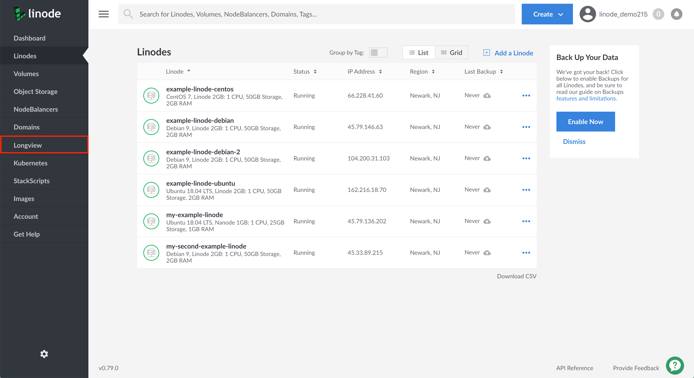 linode
Search for Linodes, Volumes, NodeBalancers, Domains, Tags...
Create
linode_demo215
0
Dashboard
Linodes
Volumes
Object Storage
NodeBalancers
Domains
Longview
Kubernetes
StackScripts
Images
Account
Get Help
Linodes
Group by Tag:
List
Grid
Add a Linode
Linode
Status
IP Address
Region
Last Backup
example-linode-centos
CentOS 7, Linode 2GB: 1 CPU, 50GB Storage,
2GB RAM
Running
66.228.41.60
Newark, NJ
Never
example-linode-debian
Debian 9, Linode 2GB: 1 CPU, 50GB Storage,
2GB RAM
Running
45.79.146.63
Newark, NJ
Never
example-linode-debian-2
Debian 9, Linode 2GB: 1 CPU, 50GB Storage,
2GB RAM
Running
104.200.31.103
Newark, NJ
Never
example-linode-ubuntu
Ubuntu 18.04 LTS, Linode 2GB: 1 CPU, 50GB
Storage, 2GB RAM
Running
162.216.18.70
Newark, NJ
Never
my-example-linode
Ubuntu 18.04 LTS, Nanode 1GB: 1 CPU, 25GB
Storage, 1GB RAM
Running
45.79.136.202
Newark, NJ
Never
my-second-example-linode
Debian 9, Linode 2GB: 1 CPU, 50GB Storage,
2GB RAM
Running
45.33.89.215
Newark, NJ
Never
Download CSV
Back Up Your Data
We've got your back! Click
below to enable Backups for
all Linodes, and be sure to
read our guide on Backups
features and limitations.
Enable Now
Dismiss
v0.79.0
API Reference
Provide Feedback
?